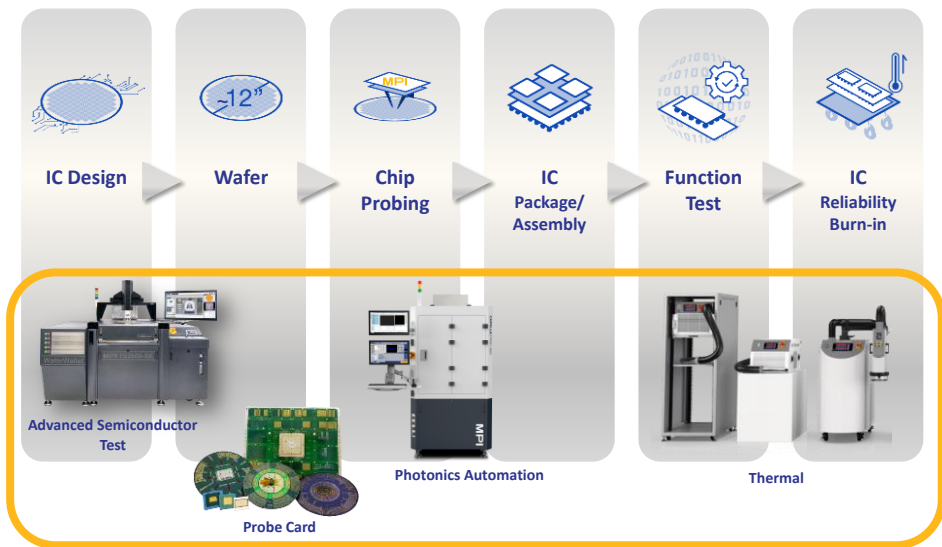 MPI
~12”
IC Design
Wafer
Chip
Probing
IC
Package/
Assembly
Function
Test
IC
Reliability
Burn-in
Advanced Semiconductor
Test
MPI
Photonics Automation
Thermal
Probe Card